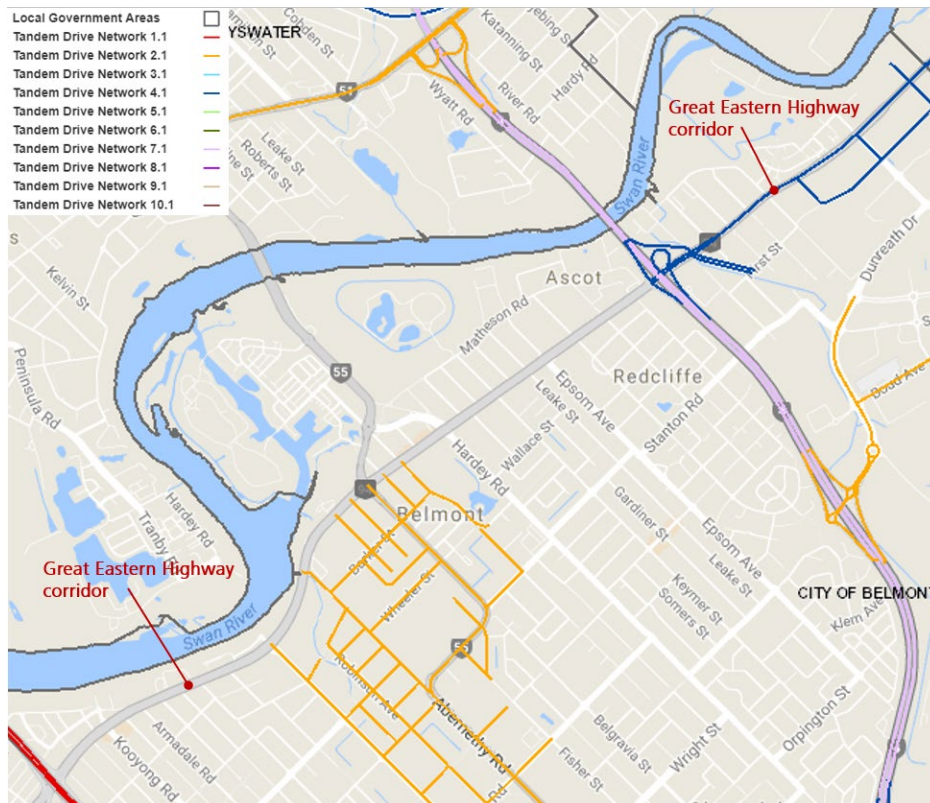 Local Government Areas
Tandem Drive Network 1.1
Tandem Drive Network 2.1
Tandem Drive Network 3.1
Tandem Drive Network 4.1
Tandem Drive Network 5.1
Tandem Drive Network 6.1
Tandem Drive Network 7.1
Tandem Drive Network 8.1
Tandem Drive Network 9.1
Tandem Drive Network 10.1
YSWATER
Cobden St
Katanning St
Hardy Rd
River Rd
Wyatt Rd
Leake St
Roberts St
Great Eastern Highway
corridor
Swan River
Dunreath Dr
Kelvin St
Ascot
Matheson Rd
55
Redcliffe
Peninsula Rd
Epsom Ave
Leake St
Stanton Rd
Wallace St
Hardey Rd
Belmont
Hardey Rd
Gardiner St
Epsom Ave
Leake St
Great Eastern Highway
corridor
Wheeler St
Keymer St
Somers St
CITY OF BELMONT
Klem Ave
Swan River
55
Robinson Ave
Abernethy Rd
Orpington St
Belgravia St
Wright St
Fisher St
Armadale Rd
Kooyong Rd